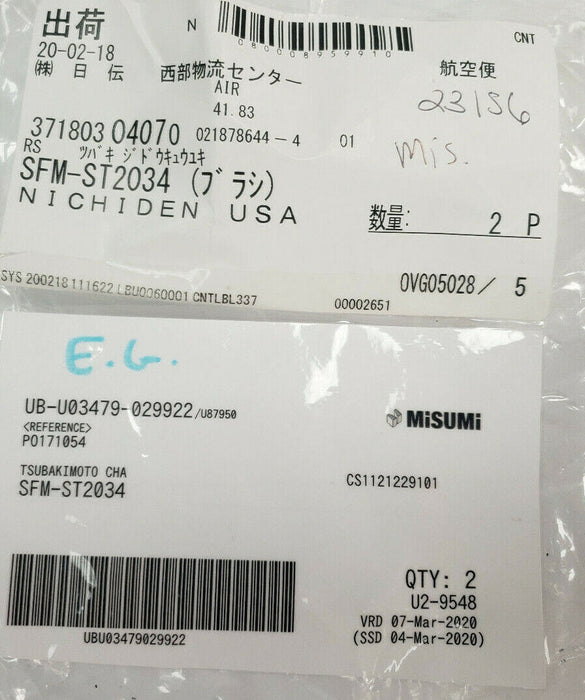 出荷 N CNT
080008959910
20-02-18 航空便
㈱ 日 伝 西部物流センター
AIR 23156
41.83
371803 04070 021878644-4 01 Mis.
RS ツバキ ジドウキュウユキ
SFM-ST2034 (ブラシ)
NICHIDEN USA 数量: 2 P
SYS 200218111622 LBU0060001 CNTLBL337 OVG05028/ 5
00002651
E.G.
UB-U03479-029922/U87950
<REFERENCE> MiSUMi
PO171054
TSUBAKIMOTO CHA
SFM-ST2034 CS1121229101
QTY: 2
U2-9548
VRD 07-Mar-2020
UBU03479029922 (SSD 04-Mar-2020)